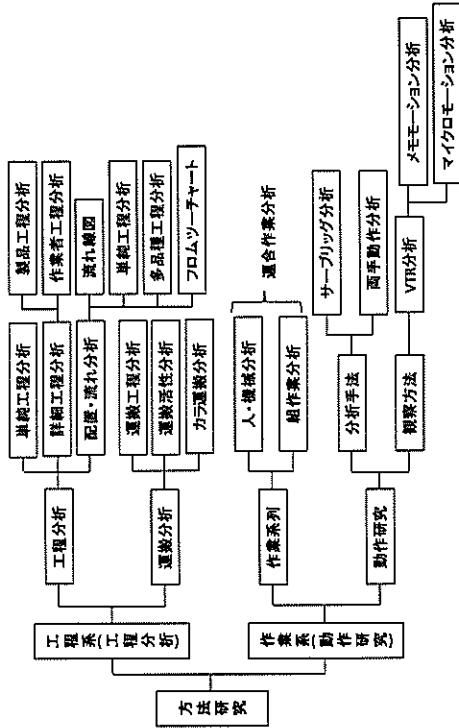 方法研究
工程系(工程分析)
工程分析
単純工程分析
詳細工程分析
製品工程分析
作業者工程分析
配置・流れ分析
流れ線図
単純工程分析
多品種工程分析
フロムツーチャート
運搬分析
運搬工程分析
運搬活性分析
カラ運搬分析
作業系(動作研究)
作業系列
人・機械分析
組作業分析
連合作業分析
動作研究
分析手法
サーブリッグ分析
両手動作分析
観察方法
VTR分析
メモモーション分析
マイクロモーション分析